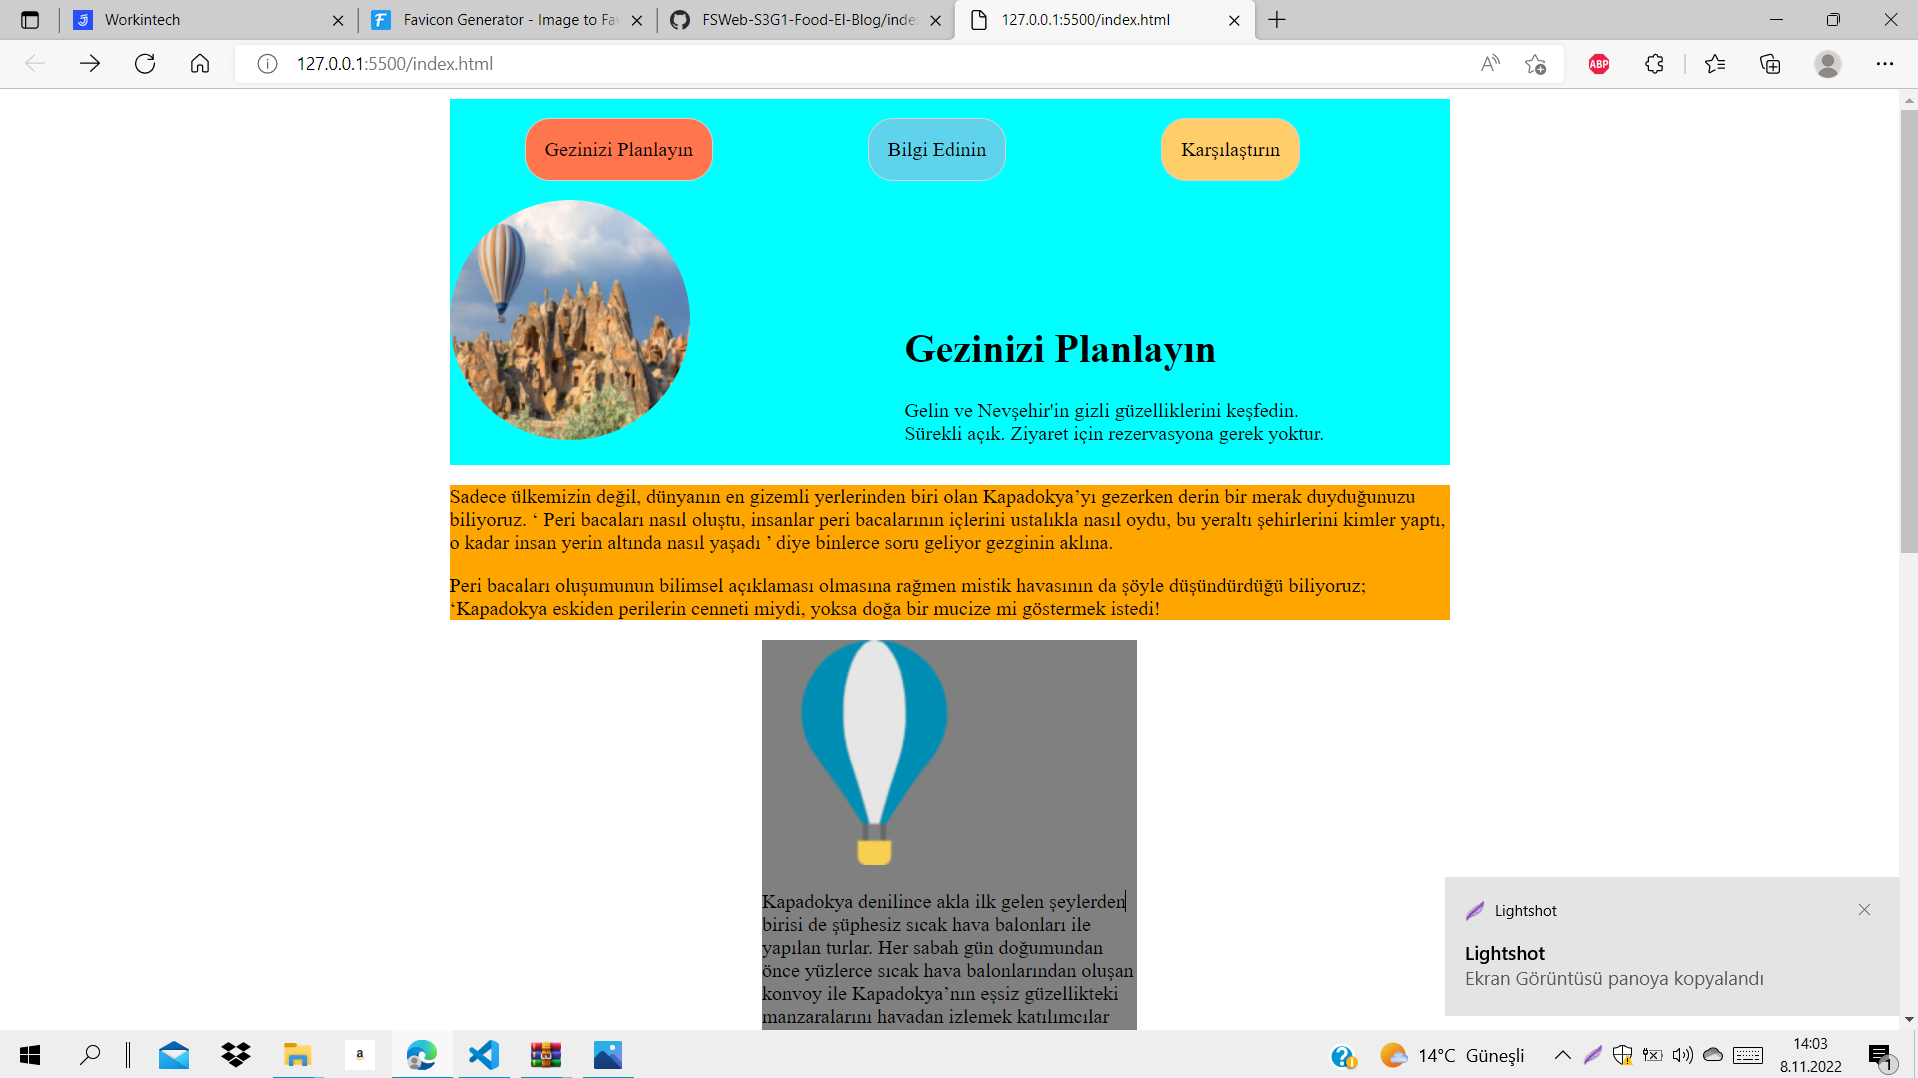 Workintech
Favicon Generator - Image to Fav
FSWeb-S3G1-Food-El-Blog/inde
127.0.0.1:5500/index.html
127.0.0.1:5500/index.html
ABP
Gezinizi Planlayın
Bilgi Edinin
Karşılaştırın
Gezinizi Planlayın
Gelin ve Nevşehir'in gizli güzelliklerini keşfedin.
Sürekli açık. Ziyaret için rezervasyona gerek yoktur.
Sadece ülkemizin değil, dünyanın en gizemli yerlerinden biri olan Kapadokya’yı gezerken derin bir merak duyduğunuzu
biliyoruz. ‘ Peri bacaları nasıl oluştu, insanlar peri bacalarının içlerini ustalıkla nasıl oydu, bu yeraltı şehirlerini kimler yaptı,
o kadar insan yerin altında nasıl yaşadı ’ diye binlerce soru geliyor gezginin aklına.
Peri bacaları oluşumunun bilimsel açıklaması olmasına rağmen mistik havasının da şöyle düşündürdüğü biliyoruz;
‘Kapadokya eskiden perilerin cenneti miydi, yoksa doğa bir mucize mi göstermek istedi!
Kapadokya denilince akla ilk gelen şeylerden
birisi de şüphesiz sıcak hava balonları ile
yapılan turlar. Her sabah gün doğumundan
önce yüzlerce sıcak hava balonlarından oluşan
konvoy ile Kapadokya’nın eşsiz güzellikteki
manzaralarını havadan izlemek katılımcılar
Lightshot
Lightshot
Ekran Görüntüsü panoya kopyalandı
a
14°C Güneşli
14:03
8.11.2022
1